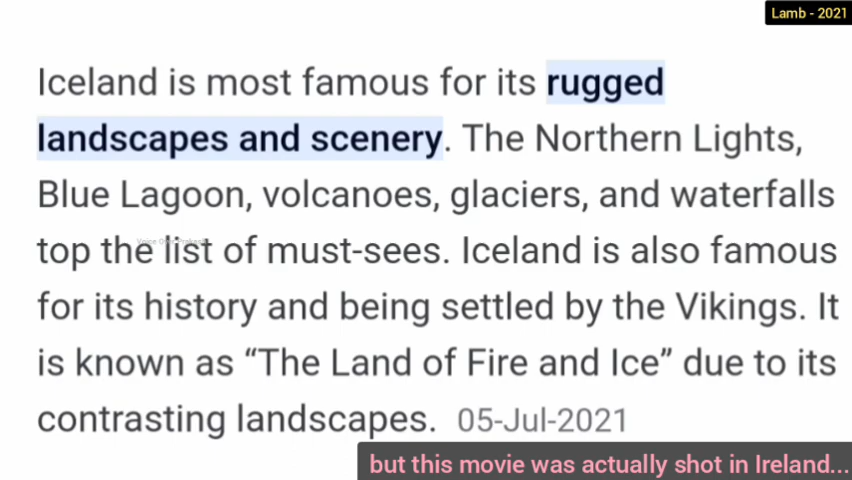 Lamb - 2021
Iceland is most famous for its rugged
landscapes and scenery. The Northern Lights,
Blue Lagoon, volcanoes, glaciers, and waterfalls
top the list of must-sees. Iceland is also famous
for its history and being settled by the Vikings. It
is known as “The Land of Fire and Ice” due to its
contrasting landscapes. 05-Jul-2021
but this movie was actually shot in Ireland...